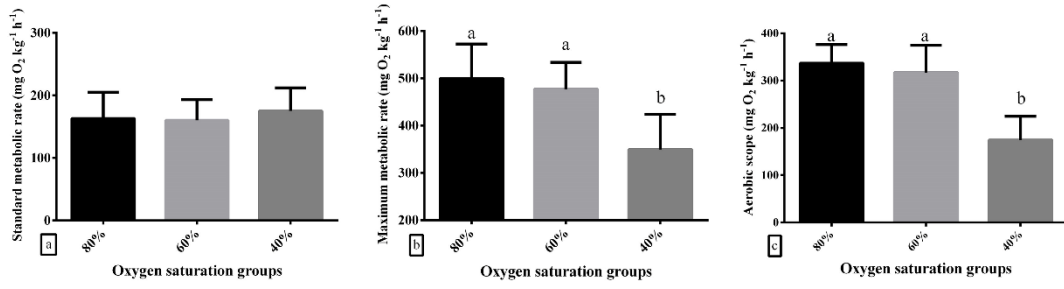 Standard metabolic rate (mg O₂ kg⁻¹ h⁻¹)
300
200
100
0
a
80%
60%
40%
Oxygen saturation groups
Maximum metabolic rate (mg O₂ kg⁻¹ h⁻¹)
600
500
400
300
200
a
a
b
b
80%
60%
40%
Oxygen saturation groups
Aerobic scope (mg O₂ kg⁻¹ h⁻¹)
400
300
200
100
0
a
a
b
c
80%
60%
40%
Oxygen saturation groups